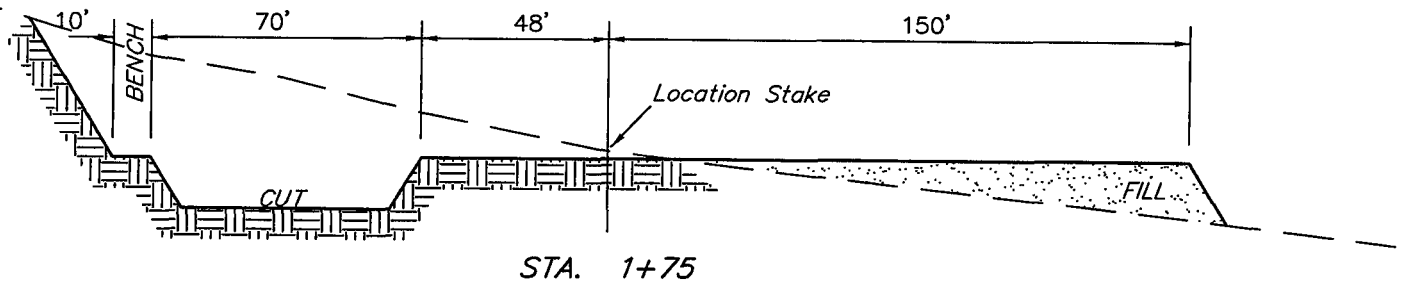 10' 70' 48' 150'
BENCH
Location Stake
CUT
FILL
STA. 1+75